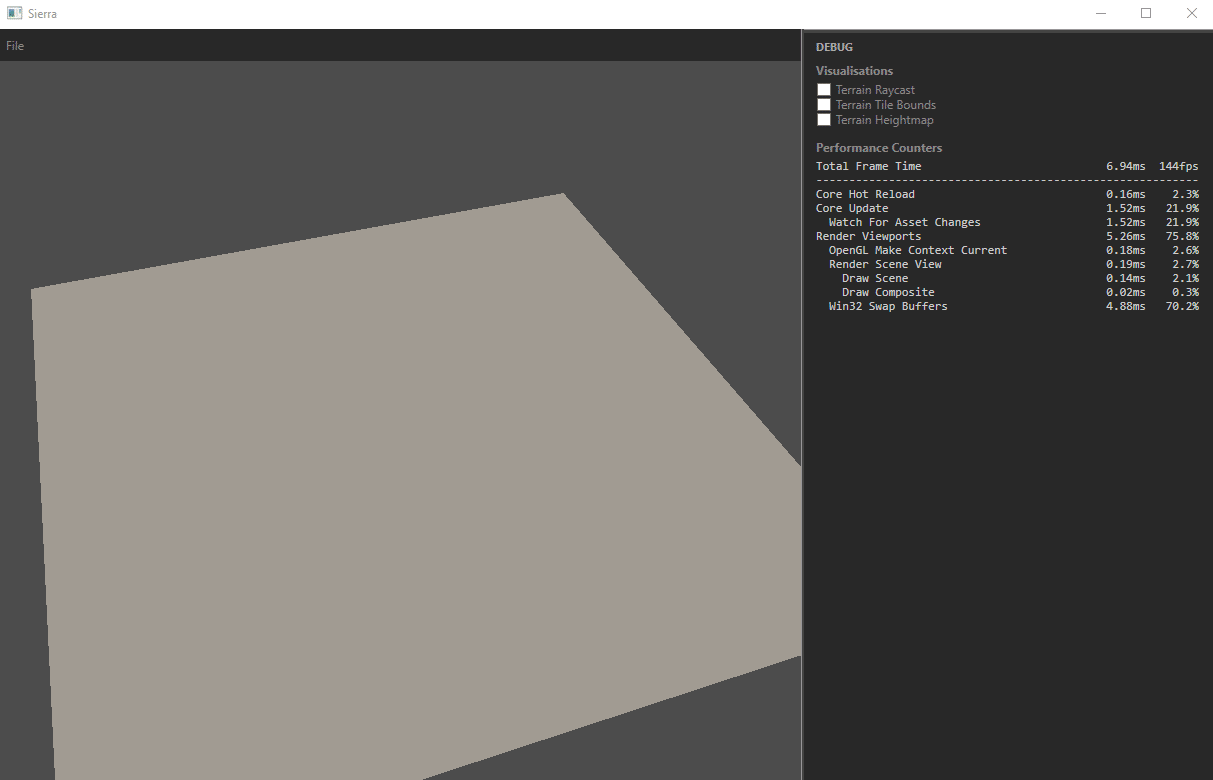 Sierra
File
DEBUG
Visualisations
Terrain Raycast
Terrain Tile Bounds
Terrain Heightmap
Performance Counters
Total Frame Time 6.94ms 144fps
----------------------------------------------------------
Core Hot Reload 0.16ms 2.3%
Core Update 1.52ms 21.9%
Watch For Asset Changes 1.52ms 21.9%
Render Viewports 5.26ms 75.8%
OpenGL Make Context Current 0.18ms 2.6%
Render Scene View 0.19ms 2.7%
Draw Scene 0.14ms 2.1%
Draw Composite 0.02ms 0.3%
Win32 Swap Buffers 4.88ms 70.2%